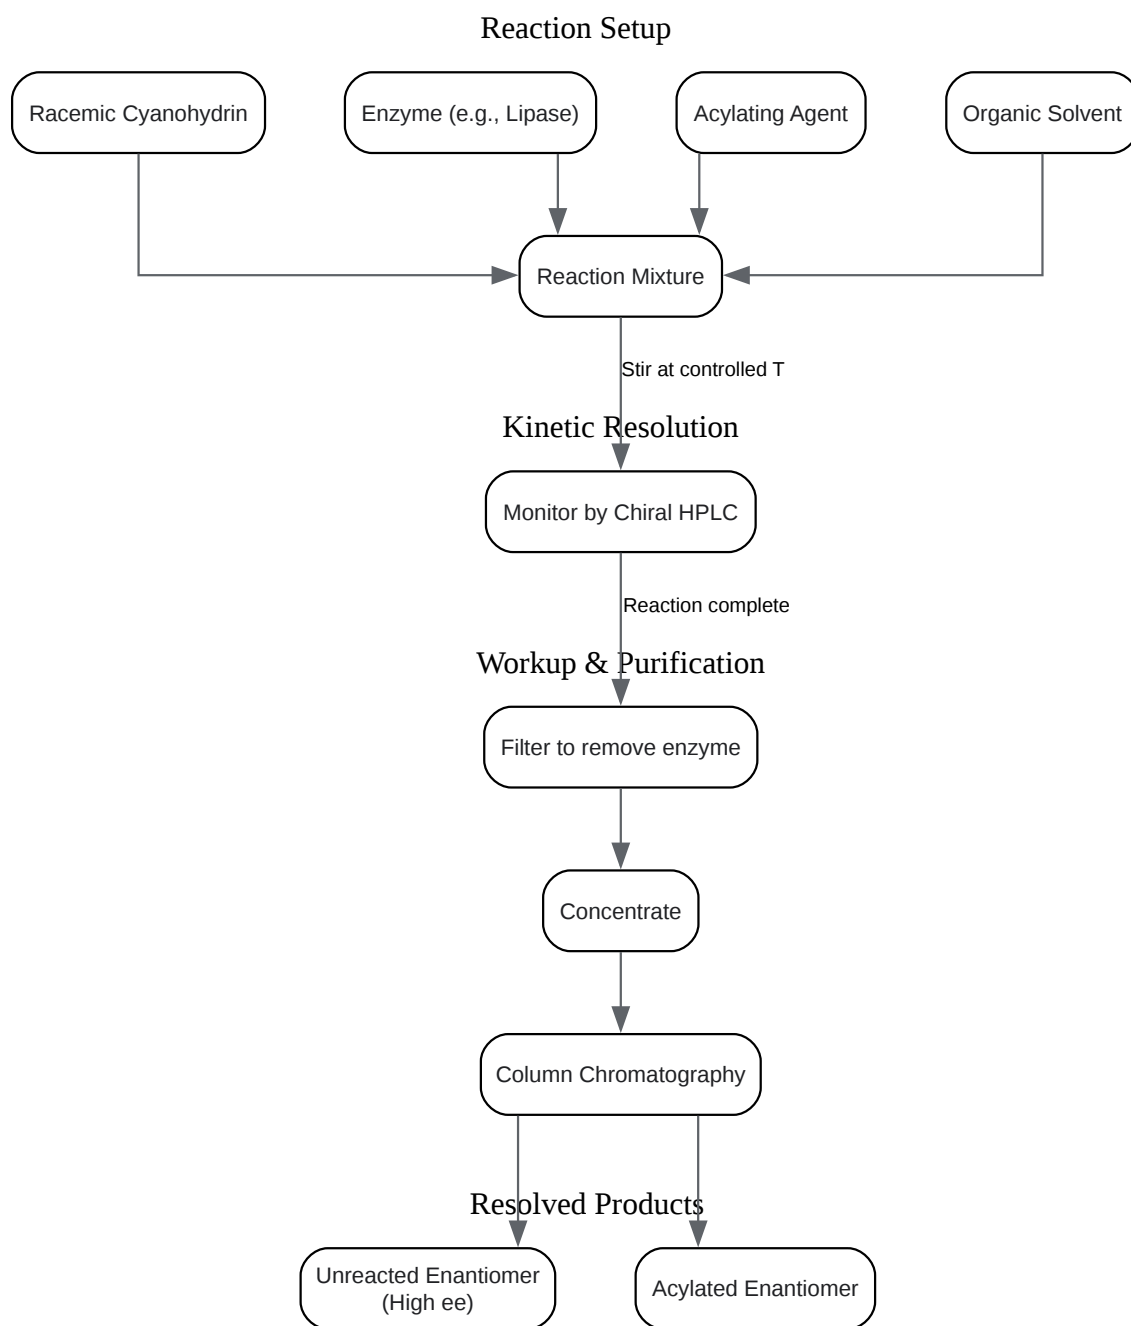 Reaction Setup
Racemic Cyanohydrin
Enzyme (e.g., Lipase)
Acylating Agent
Organic Solvent
Reaction Mixture
Stir at controlled T
Kinetic Resolution
Monitor by Chiral HPLC
Reaction complete
Workup & Purification
Filter to remove enzyme
Concentrate
Column Chromatography
Resolved Products
Unreacted Enantiomer
(High ee)
Acylated Enantiomer